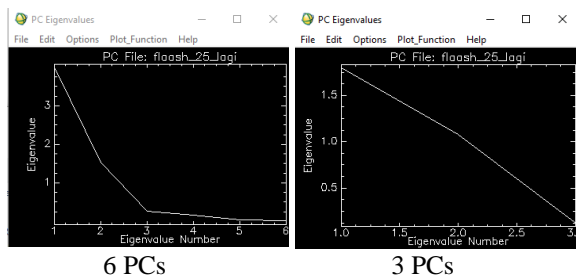 PC Eigenvalues
File Edit Options Plot_Function Help
PC File: flaash_25_lagi
Eigenvalue
3
2
1
1 2 3 4 5 6
Eigenvalue Number
6 PCs
PC Eigenvalues
File Edit Options Plot_Function Help
PC File: flaash_25_lagi
Eigenvalue
1.5
1.0
0.5
1.0 1.5 2.0 2.5 3.0
Eigenvalue Number
3 PCs